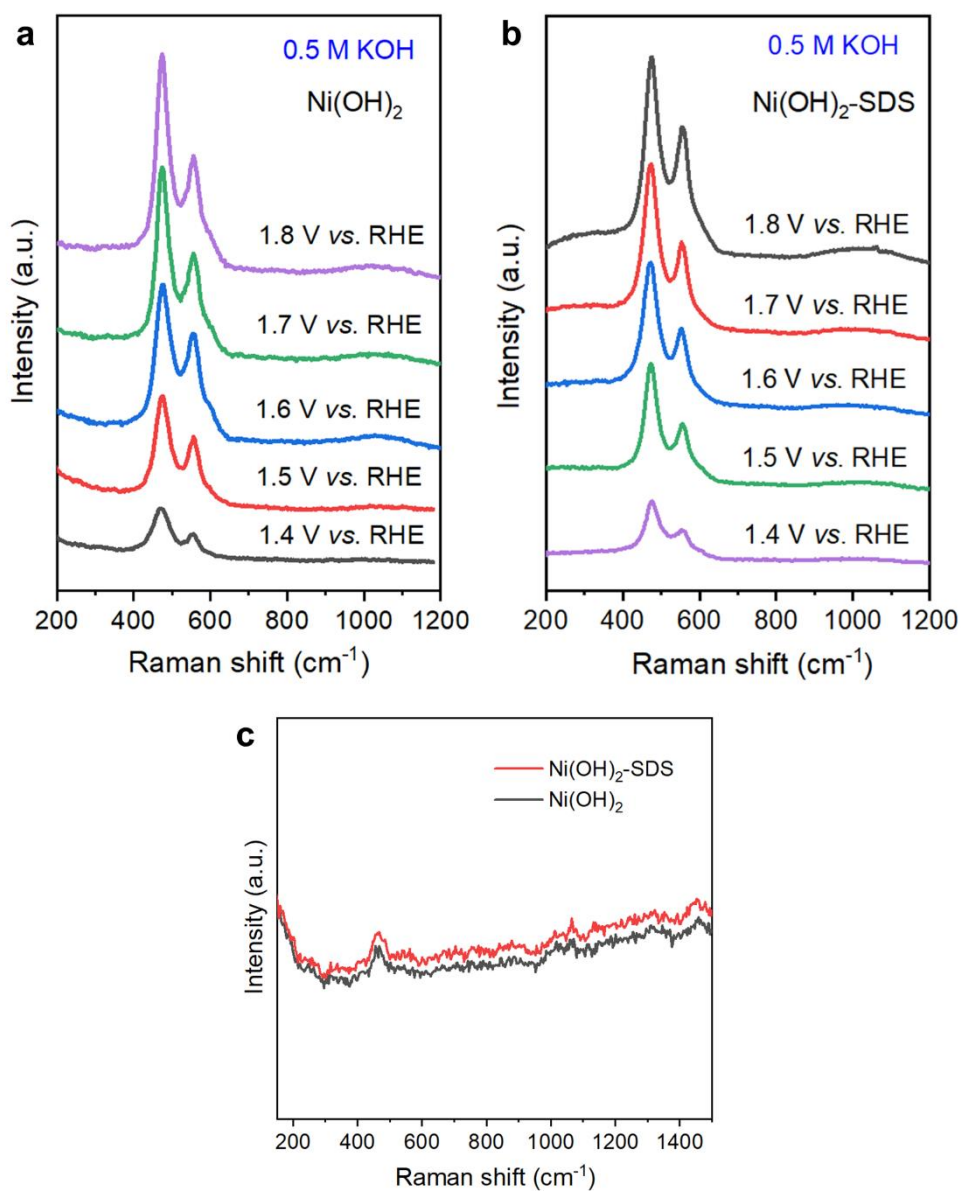 a
0.5 M KOH
Ni(OH)₂
1.8 V vs. RHE
1.7 V vs. RHE
1.6 V vs. RHE
1.5 V vs. RHE
1.4 V vs. RHE
Intensity (a.u.)
200 400 600 800 1000 1200
Raman shift (cm⁻¹)
b
0.5 M KOH
Ni(OH)₂-SDS
1.8 V vs. RHE
1.7 V vs. RHE
1.6 V vs. RHE
1.5 V vs. RHE
1.4 V vs. RHE
Intensity (a.u.)
200 400 600 800 1000 1200
Raman shift (cm⁻¹)
c
Ni(OH)₂-SDS
Ni(OH)₂
Intensity (a.u.)
200 400 600 800 1000 1200 1400
Raman shift (cm⁻¹)